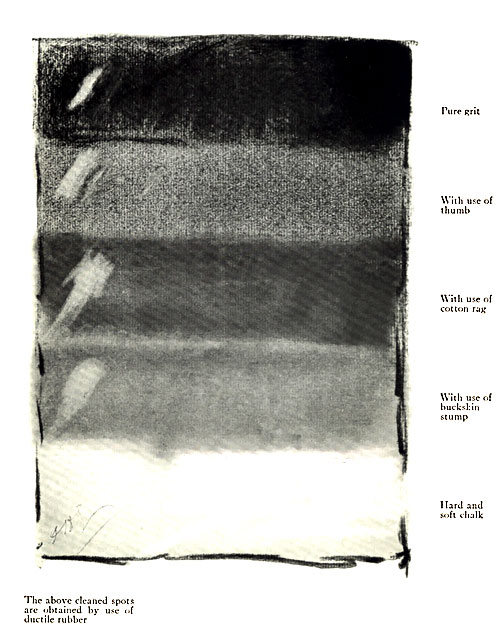 Pure grit
With use of
thumb
With use of
cotton rag
With use of
buckskin
stump
Hard and
soft chalk
The above cleaned spots
are obtained by use of
ductile rubber